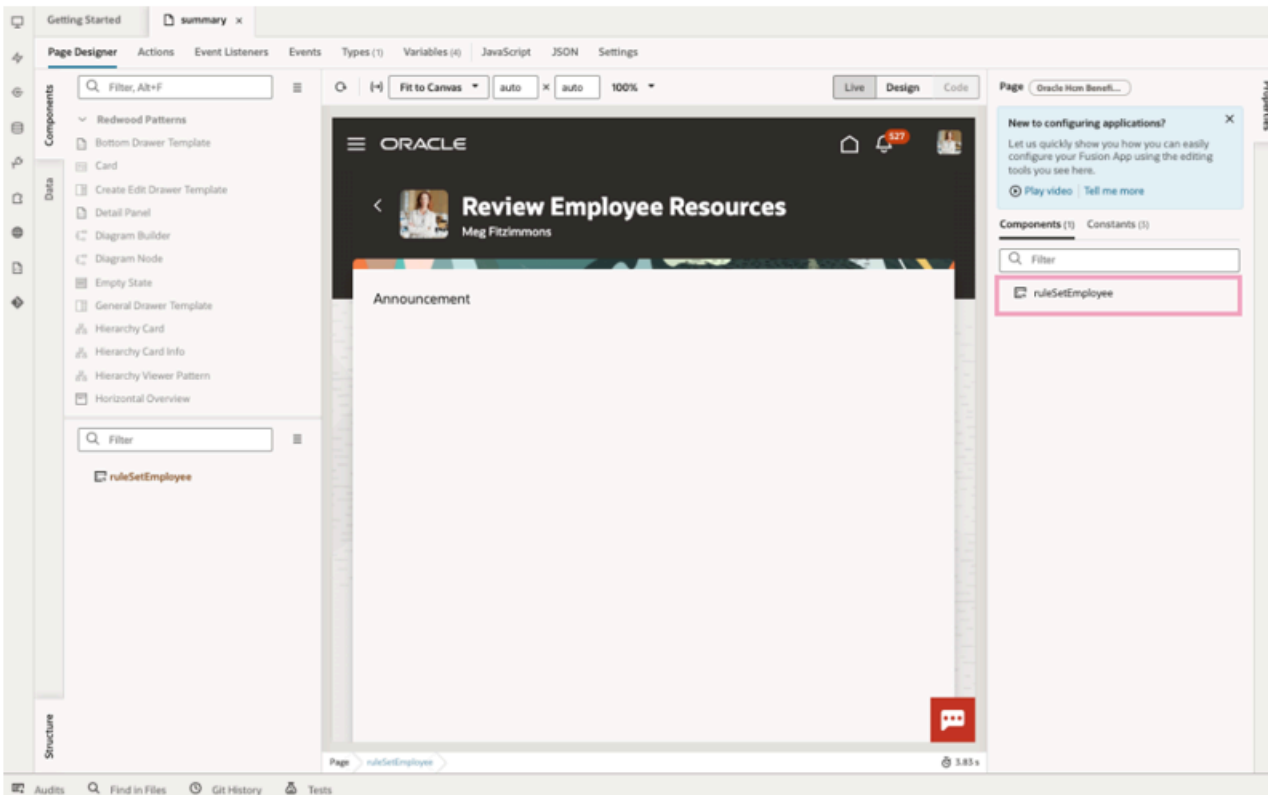 Getting Started
summary ×
Page Designer Actions Event Listeners Events Types (1) Variables (4) JavaScript JSON Settings
Components
Data
Structure
Filter, Alt+F
Redwood Patterns
Bottom Drawer Template
Card
Create Edit Drawer Template
Detail Panel
Diagram Builder
Diagram Node
Empty State
General Drawer Template
Hierarchy Card
Hierarchy Card Info
Hierarchy Viewer Pattern
Horizontal Overview
Filter
ruleSetEmployee
Fit to Canvas auto × auto 100%
Live Design Code
ORACLE
527
Review Employee Resources
Meg Fitzimmons
Announcement
Page ruleSetEmployee
3.83 s
Page Oracle Hcm Benefi...
Properties
New to configuring applications? ×
Let us quickly show you how you can easily
configure your Fusion App using the editing
tools you see here.
Play video Tell me more
Components (1) Constants (3)
Filter
ruleSetEmployee
Audits Find in Files Git History Tests